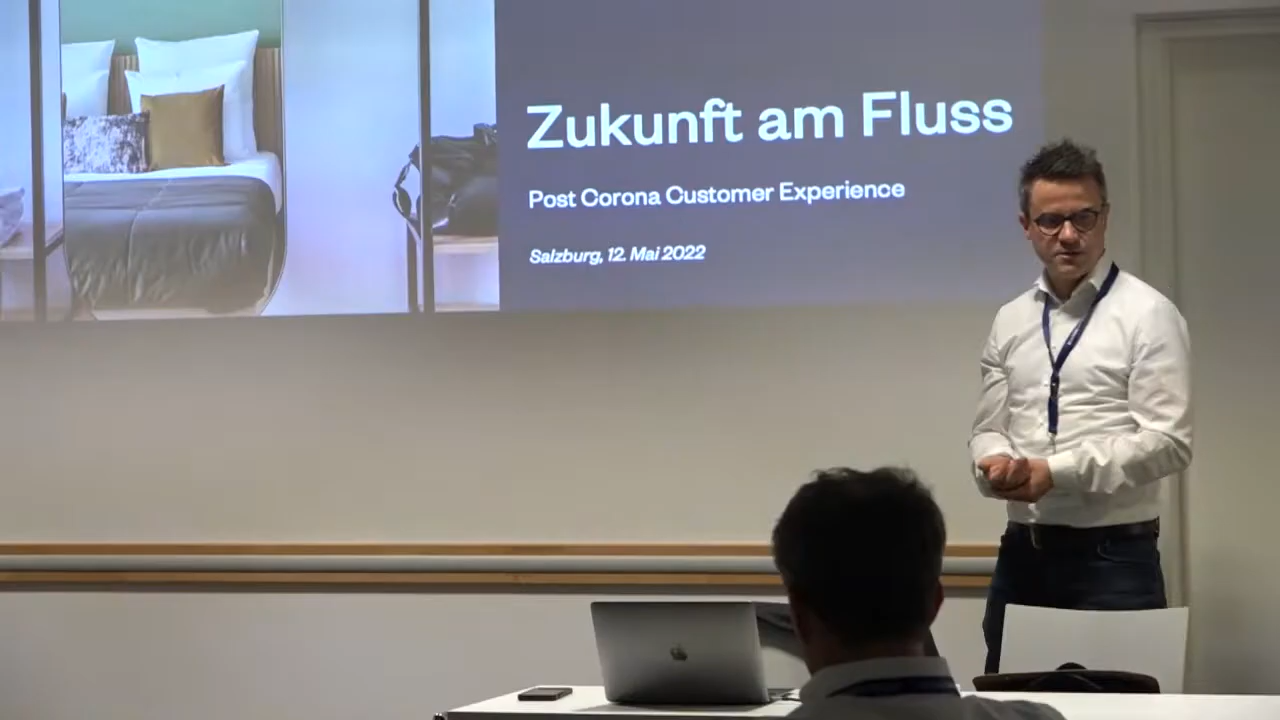 Zukunft am Fluss
Post Corona Customer Experience
Salzburg, 12. Mai 2022